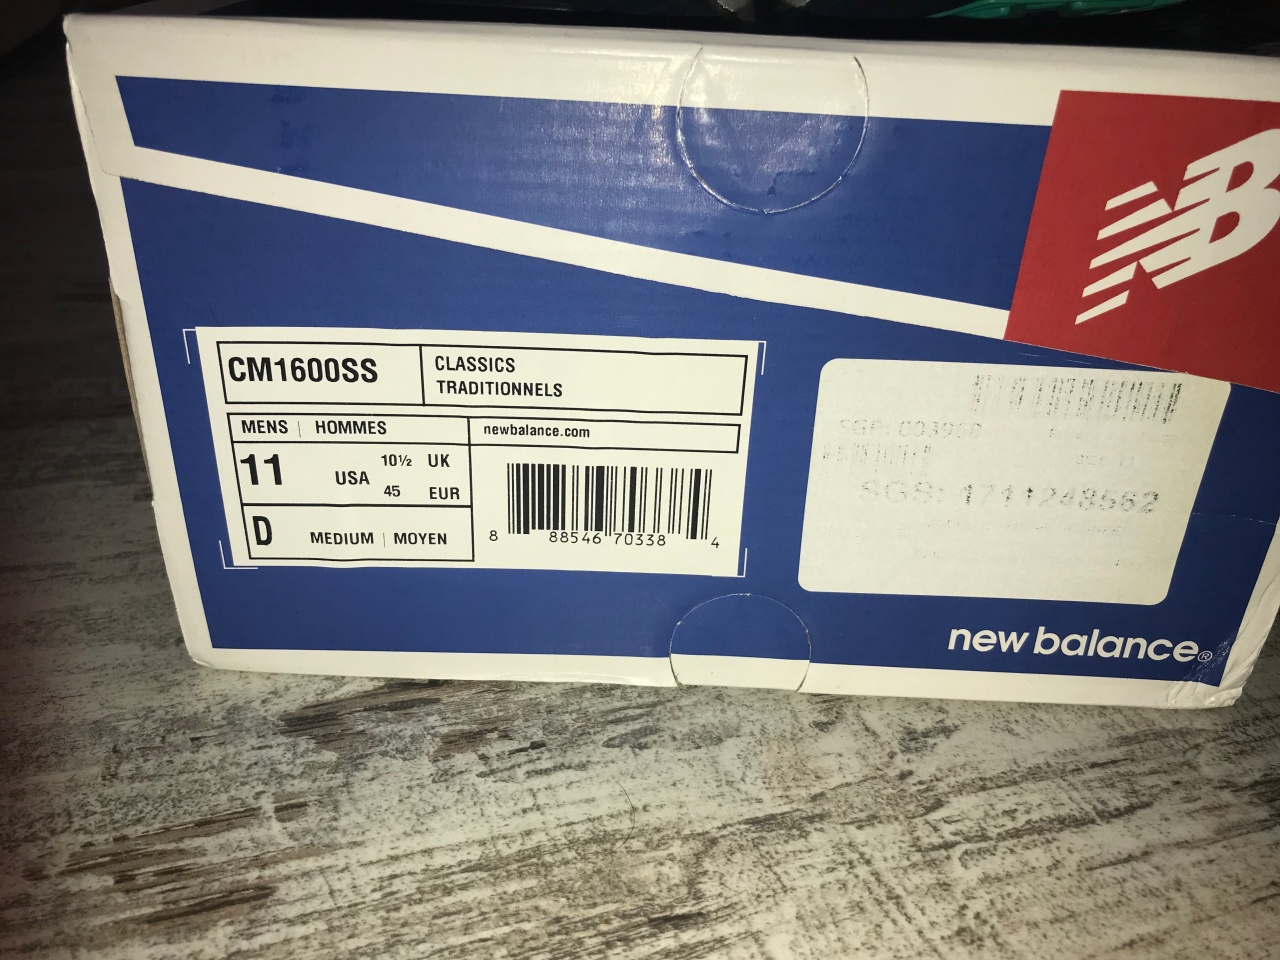 NB
CM1600SS
CLASSICS
TRADITIONNELS
MENS | HOMMES
newbalance.com
11 USA 10½ UK
45 EUR
D MEDIUM | MOYEN
8 88546 70338 4
SGS: 1711248562
new balance®